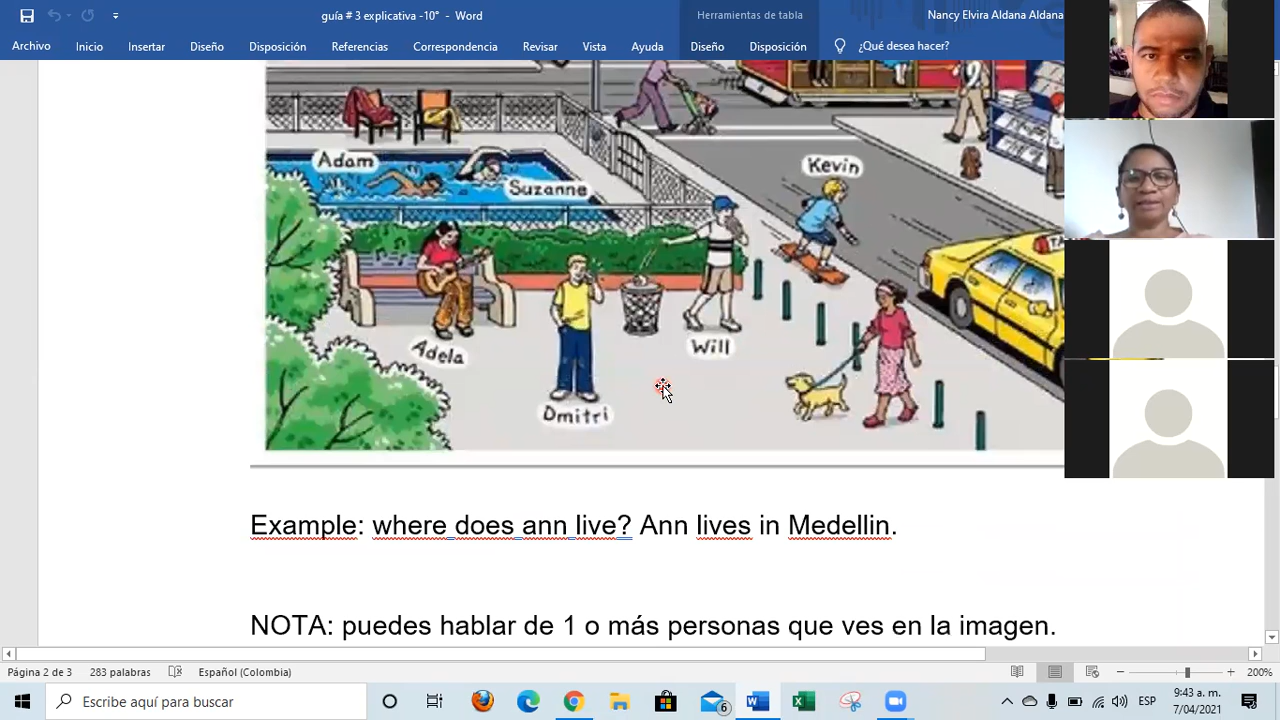 guía # 3 explicativa -10° - Word
Herramientas de tabla
Nancy Elvira Aldana Aldana
Archivo Inicio Insertar Diseño Disposición Referencias Correspondencia Revisar Vista Ayuda Diseño Disposición ¿Qué desea hacer?
Adam
Suzanne
Kevin
TA
Adela
Will
Dmitri
Example: where does ann live? Ann lives in Medellin.
NOTA: puedes hablar de 1 o más personas que ves en la imagen.
Página 2 de 3 283 palabras Español (Colombia) 200%
Escribe aquí para buscar 6 ESP 9:43 a. m.
7/04/2021